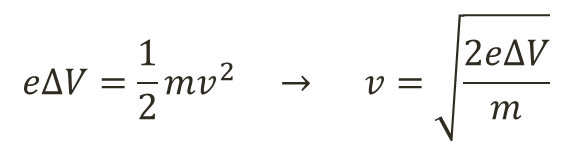 eΔV = 1/2 mv² → v = √(2eΔV/m)